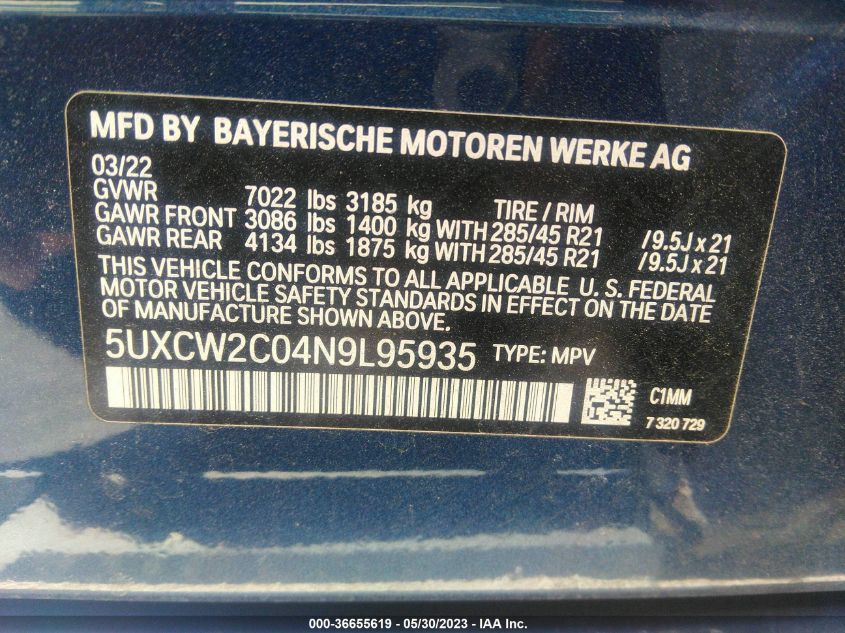 MFD BY BAYERISCHE MOTOREN WERKE AG
03/22
GVWR 7022 lbs 3185 kg TIRE / RIM
GAWR FRONT 3086 lbs 1400 kg WITH 285/45 R21 /9.5J x 21
GAWR REAR 4134 lbs 1875 kg WITH 285/45 R21 /9.5J x 21
THIS VEHICLE CONFORMS TO ALL APPLICABLE U. S. FEDERAL
MOTOR VEHICLE SAFETY STANDARDS IN EFFECT ON THE DATE
OF MANUFACTURE SHOWN ABOVE.
5UXCW2C04N9L95935 TYPE: MPV
C1MM
7 320 729
000-36655619 - 05/30/2023 - IAA Inc.